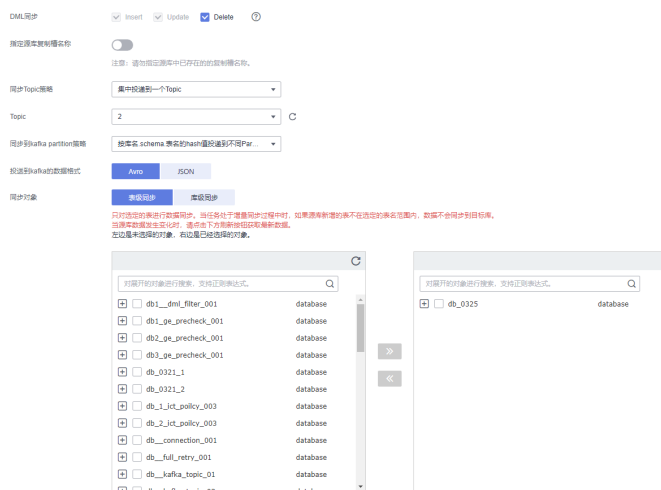 DML同步 Insert Update Delete
指定源库复制槽名称
注意：请勿指定源库中已存在的的复制槽名称。
同步Topic策略 集中投递到一个Topic
Topic 2
同步到kafka partition策略 按库名.schema.表名的hash值投递到不同Par...
投送到kafka的数据格式 Avro JSON
同步对象 表级同步 库级同步
只对选定的表进行数据同步。当任务处于增量同步过程中时，如果源库新增的表不在选定的表名范围内，数据不会同步到目标库。
当源库数据发生变化时，请点击下方刷新按钮获取最新数据。
左边是未选择的对象，右边是已经选择的对象。
对展开的对象进行搜索，支持正则表达式。 对展开的对象进行搜索，支持正则表达式。
db1__dml_filter_001 database db_0325 database
db1_ge_precheck_001 database
db2_ge_precheck_001 database
db3_ge_precheck_001 database
db_0321_1 database
db_0321_2 database
db_1_ict_poilcy_003 database
db_2_ict_poilcy_003 database
db__connection_001 database
db__full_retry_001 database
db__kafka_topic_01 database